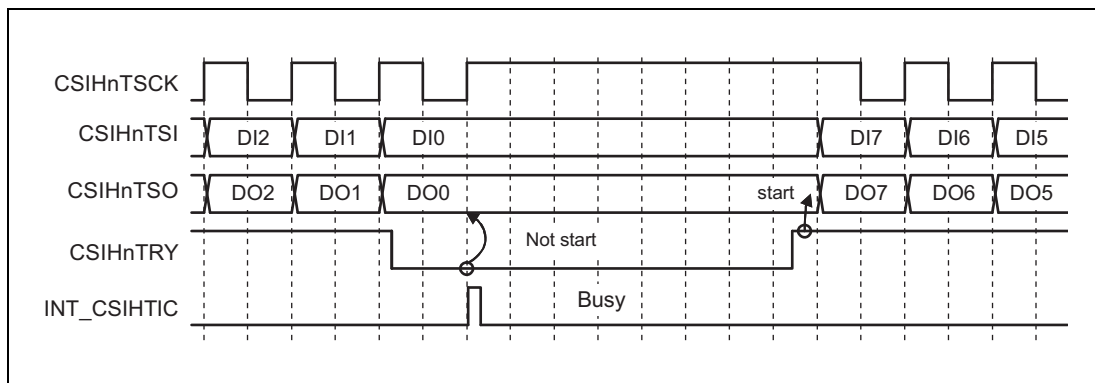 CSIHnTSCK
CSIHnTSI DI2 DI1 DI0 DI7 DI6 DI5
CSIHnTSO DO2 DO1 DO0 start DO7 DO6 DO5
CSIHnTRY Not start
INT_CSIHTIC Busy